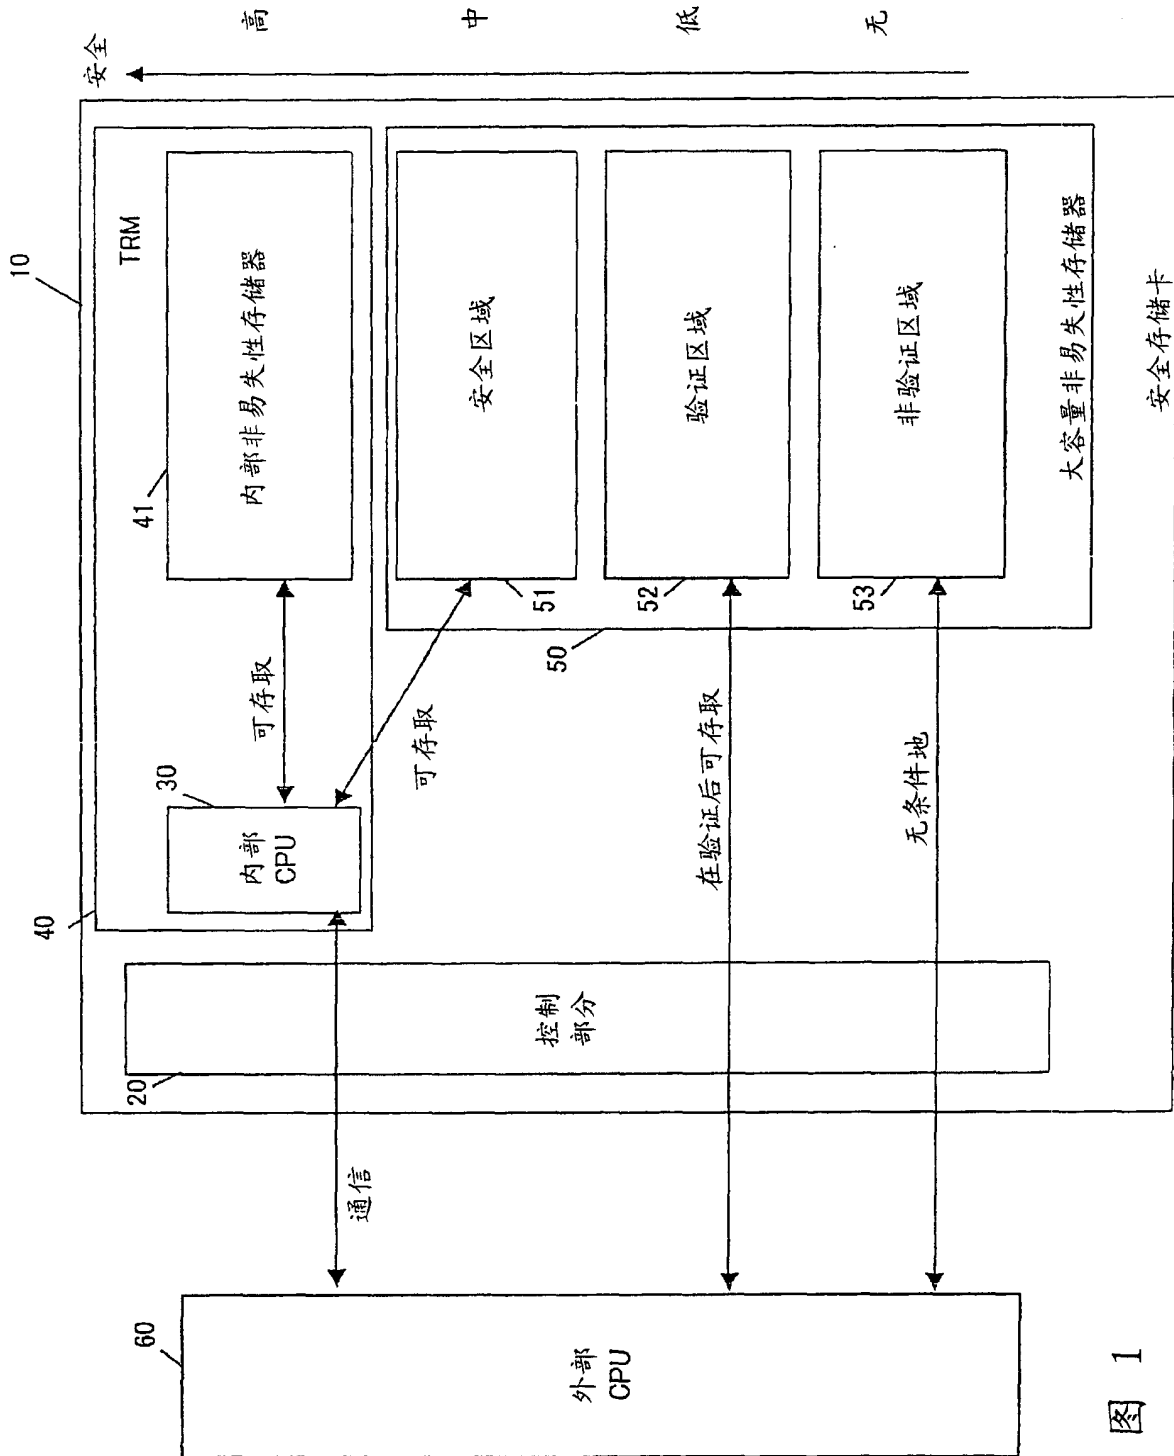 安全
高
中
低
无
10
TRM
40
41
内部非易失性存储器
可存取
30
内部
CPU
安全区域
51
可存取
验证区域
52
在验证后可存取
非验证区域
53
无条件地
50
大容量非易失性存储器
安全存储卡
20
控制
部分
通信
60
外部
CPU
图 1